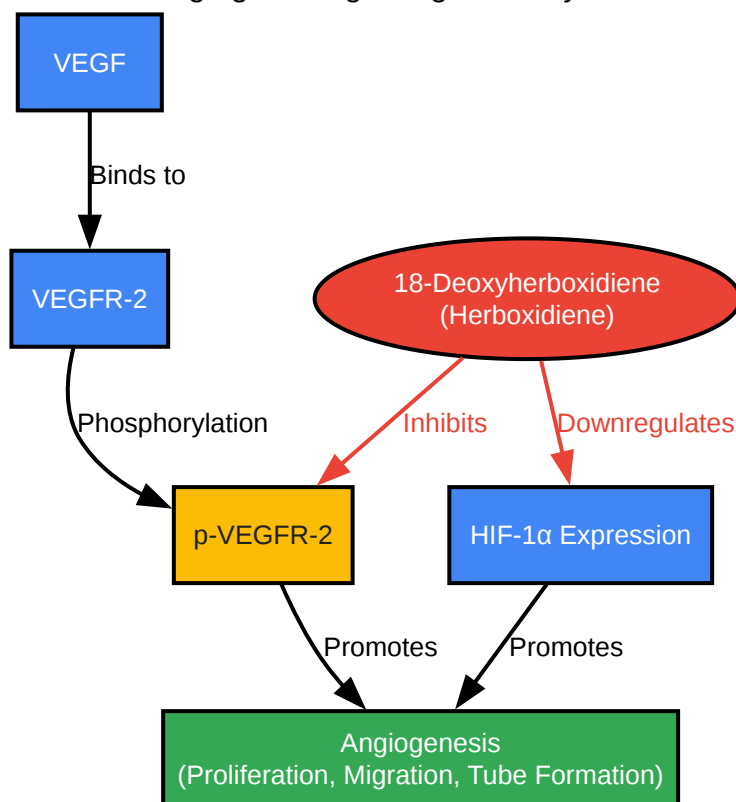 VEGF
Binds to
VEGFR-2
18-Deoxyherboxidiene
(Herboxidiene)
Phosphorylation
Inhibits
Downregulates
p-VEGFR-2
HIF-1α Expression
Promotes
Promotes
Angiogenesis
(Proliferation, Migration, Tube Formation)